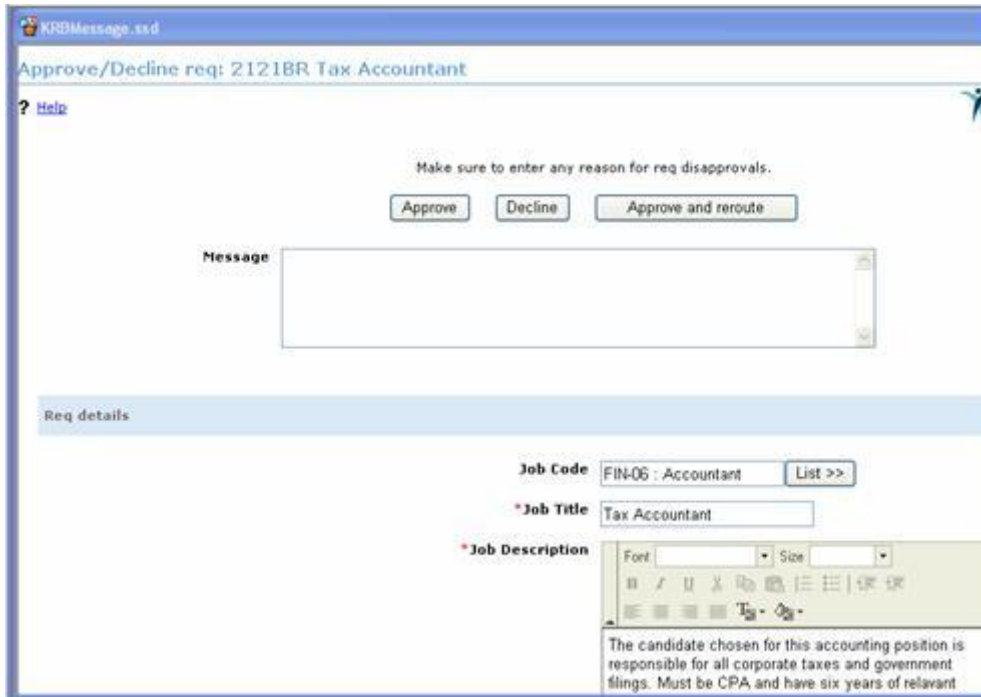 KRBMessage.ssd
Approve/Decline req: 2121BR Tax Accountant
? Help
Make sure to enter any reason for req disapprovals.
Approve Decline Approve and reroute
Message
Req details
Job Code FIN-06 : Accountant List >>
*Job Title Tax Accountant
*Job Description Font Size
B I U
The candidate chosen for this accounting position is
responsible for all corporate taxes and government
filings. Must be CPA and have six years of relavant